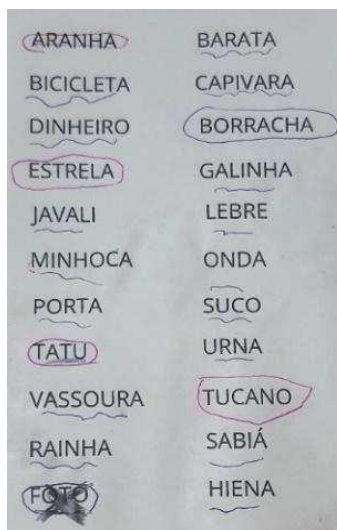 ARANHA BARATA
BICICLETA CAPIVARA
DINHEIRO BORRACHA
ESTRELA GALINHA
JAVALI LEBRE
MINHOCA ONDA
PORTA SUCO
TATU URNA
VASSOURA TUCANO
RAINHA SABIÁ
FOTO HIENA